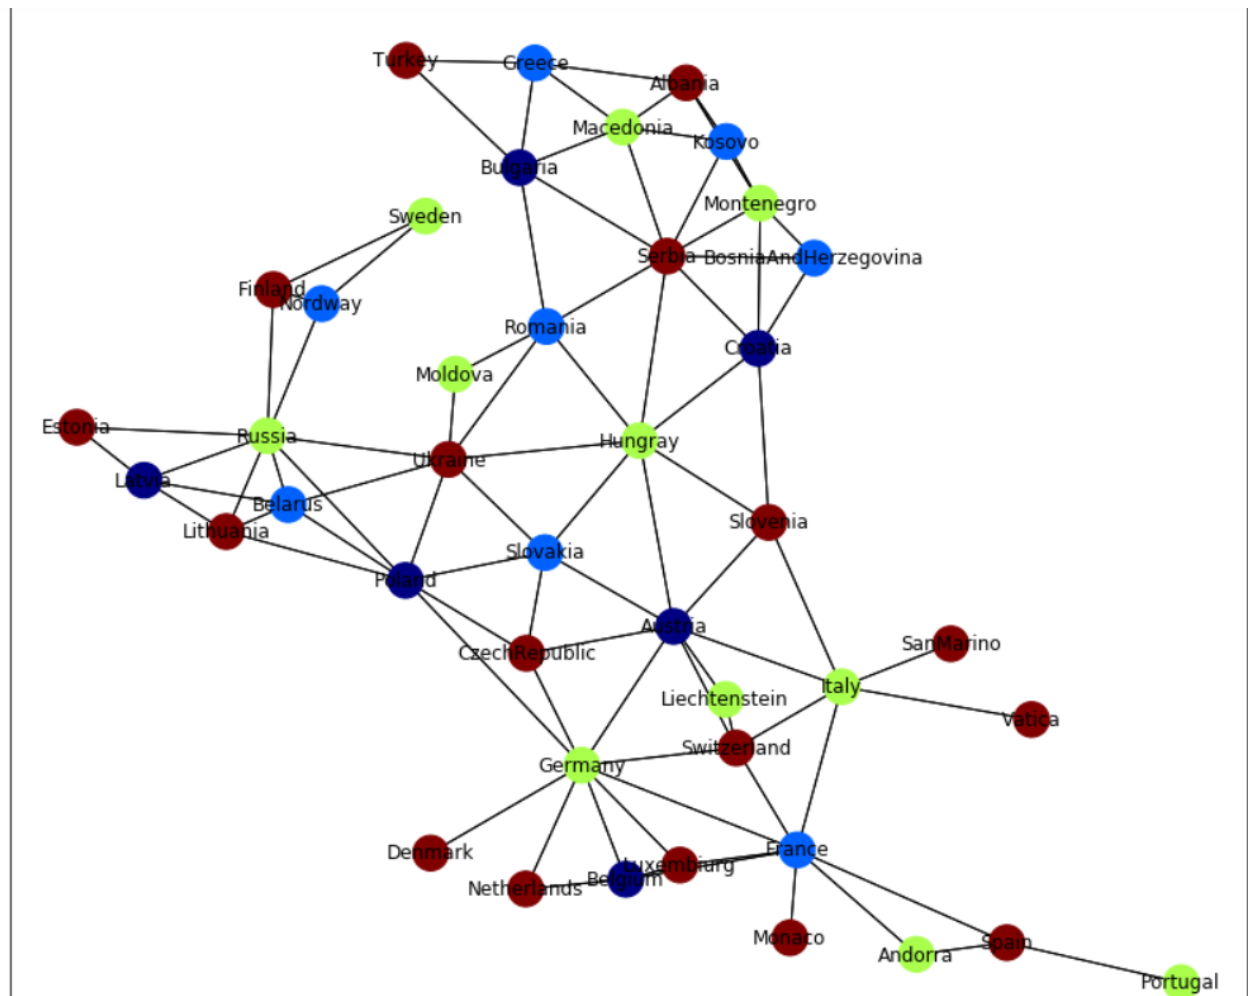 Turkey
Greece
Albania
Macedonia
Kosovo
Bulgaria
Montenegro
Sweden
Serbia
BosniaAndHerzegovina
Finland
Nordway
Romania
Croatia
Moldova
Estonia
Russia
Hungray
Ukraine
Latvia
Belarus
Slovenia
Lithuania
Slovakia
Poland
Austria
SanMarino
CzechRepublic
Italy
Liechtenstein
Vatica
Switzerland
Germany
France
Denmark
Luxembiurg
Belgium
Netherlands
Monaco
Spain
Andorra
Portugal